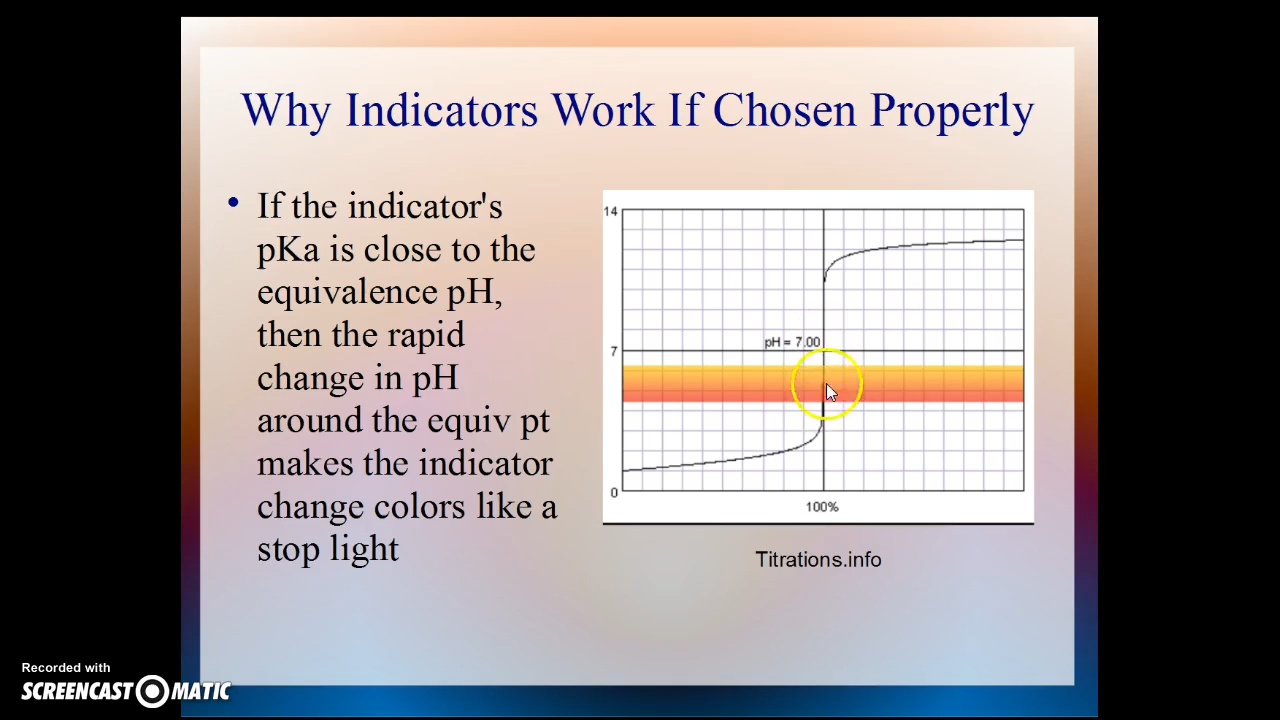 Why Indicators Work If Chosen Properly
• If the indicator's
pKa is close to the
equivalence pH,
then the rapid
change in pH
around the equiv pt
makes the indicator
change colors like a
stop light
14
pH = 7,00
7
0
100%
Titrations.info
Recorded with
SCREENCAST O MATIC